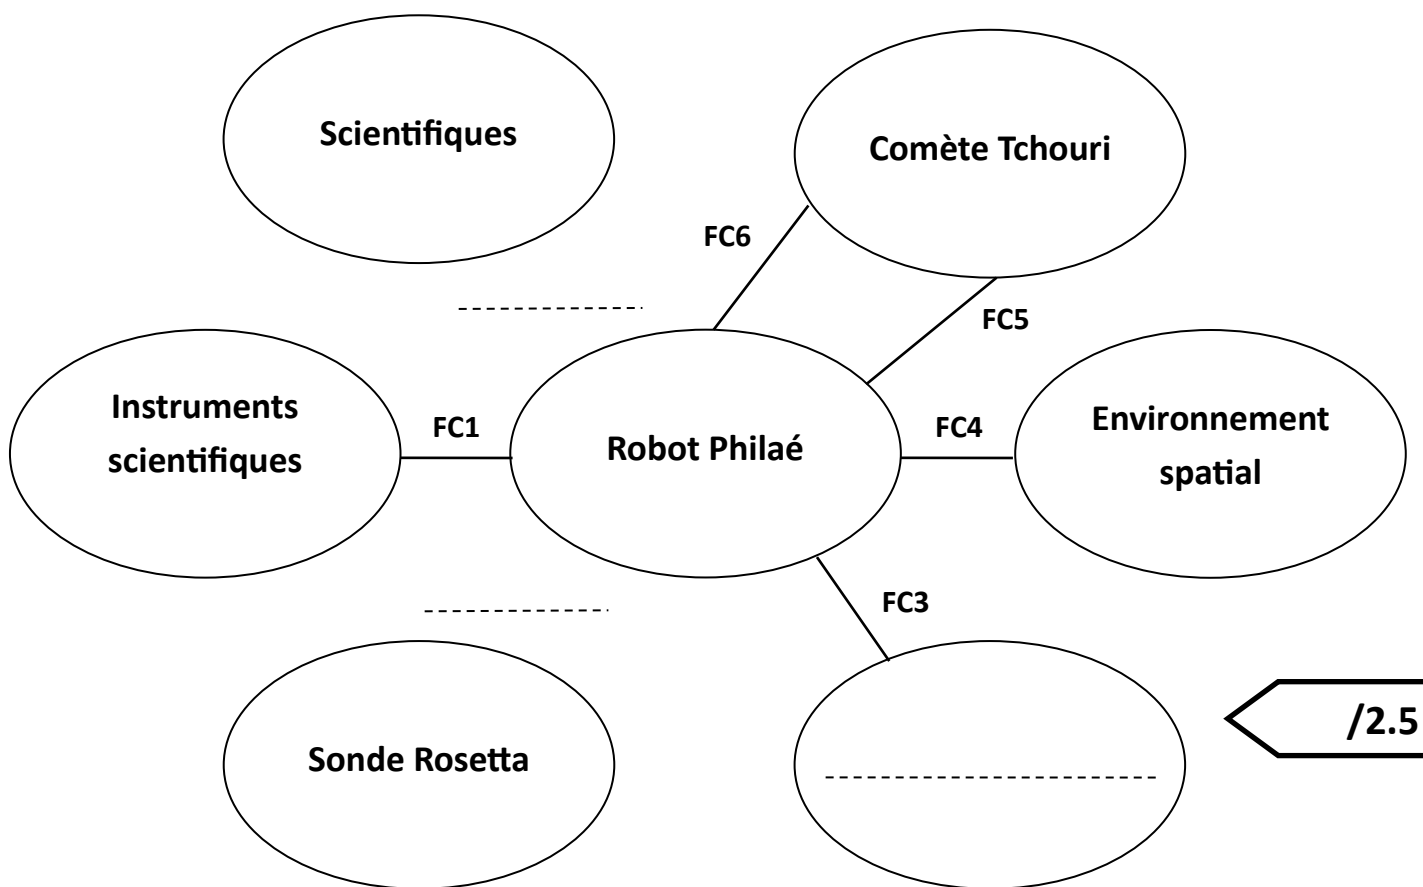 Scientifiques
Comète Tchouri
FC6
FC5
Instruments
scientifiques
FC1
Robot Philaé
FC4
Environnement
spatial
FC3
Sonde Rosetta
/2.5